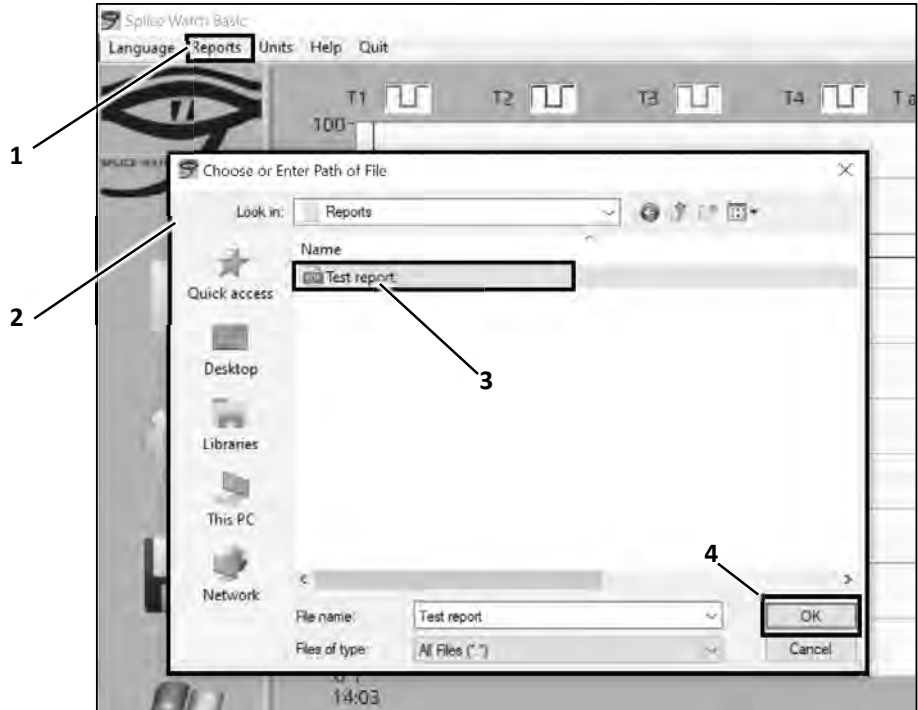 Splice Watch Basic
Language Reports Units Help Quit
T1 T2 T3 T4 Ta
100
1
Choose or Enter Path of File
Look in: Reports
2
Name
Test report
Quick access
3
Desktop
Libraries
This PC
4
Network
File name: Test report OK
Files of type: All Files (*.*) Cancel
14:03